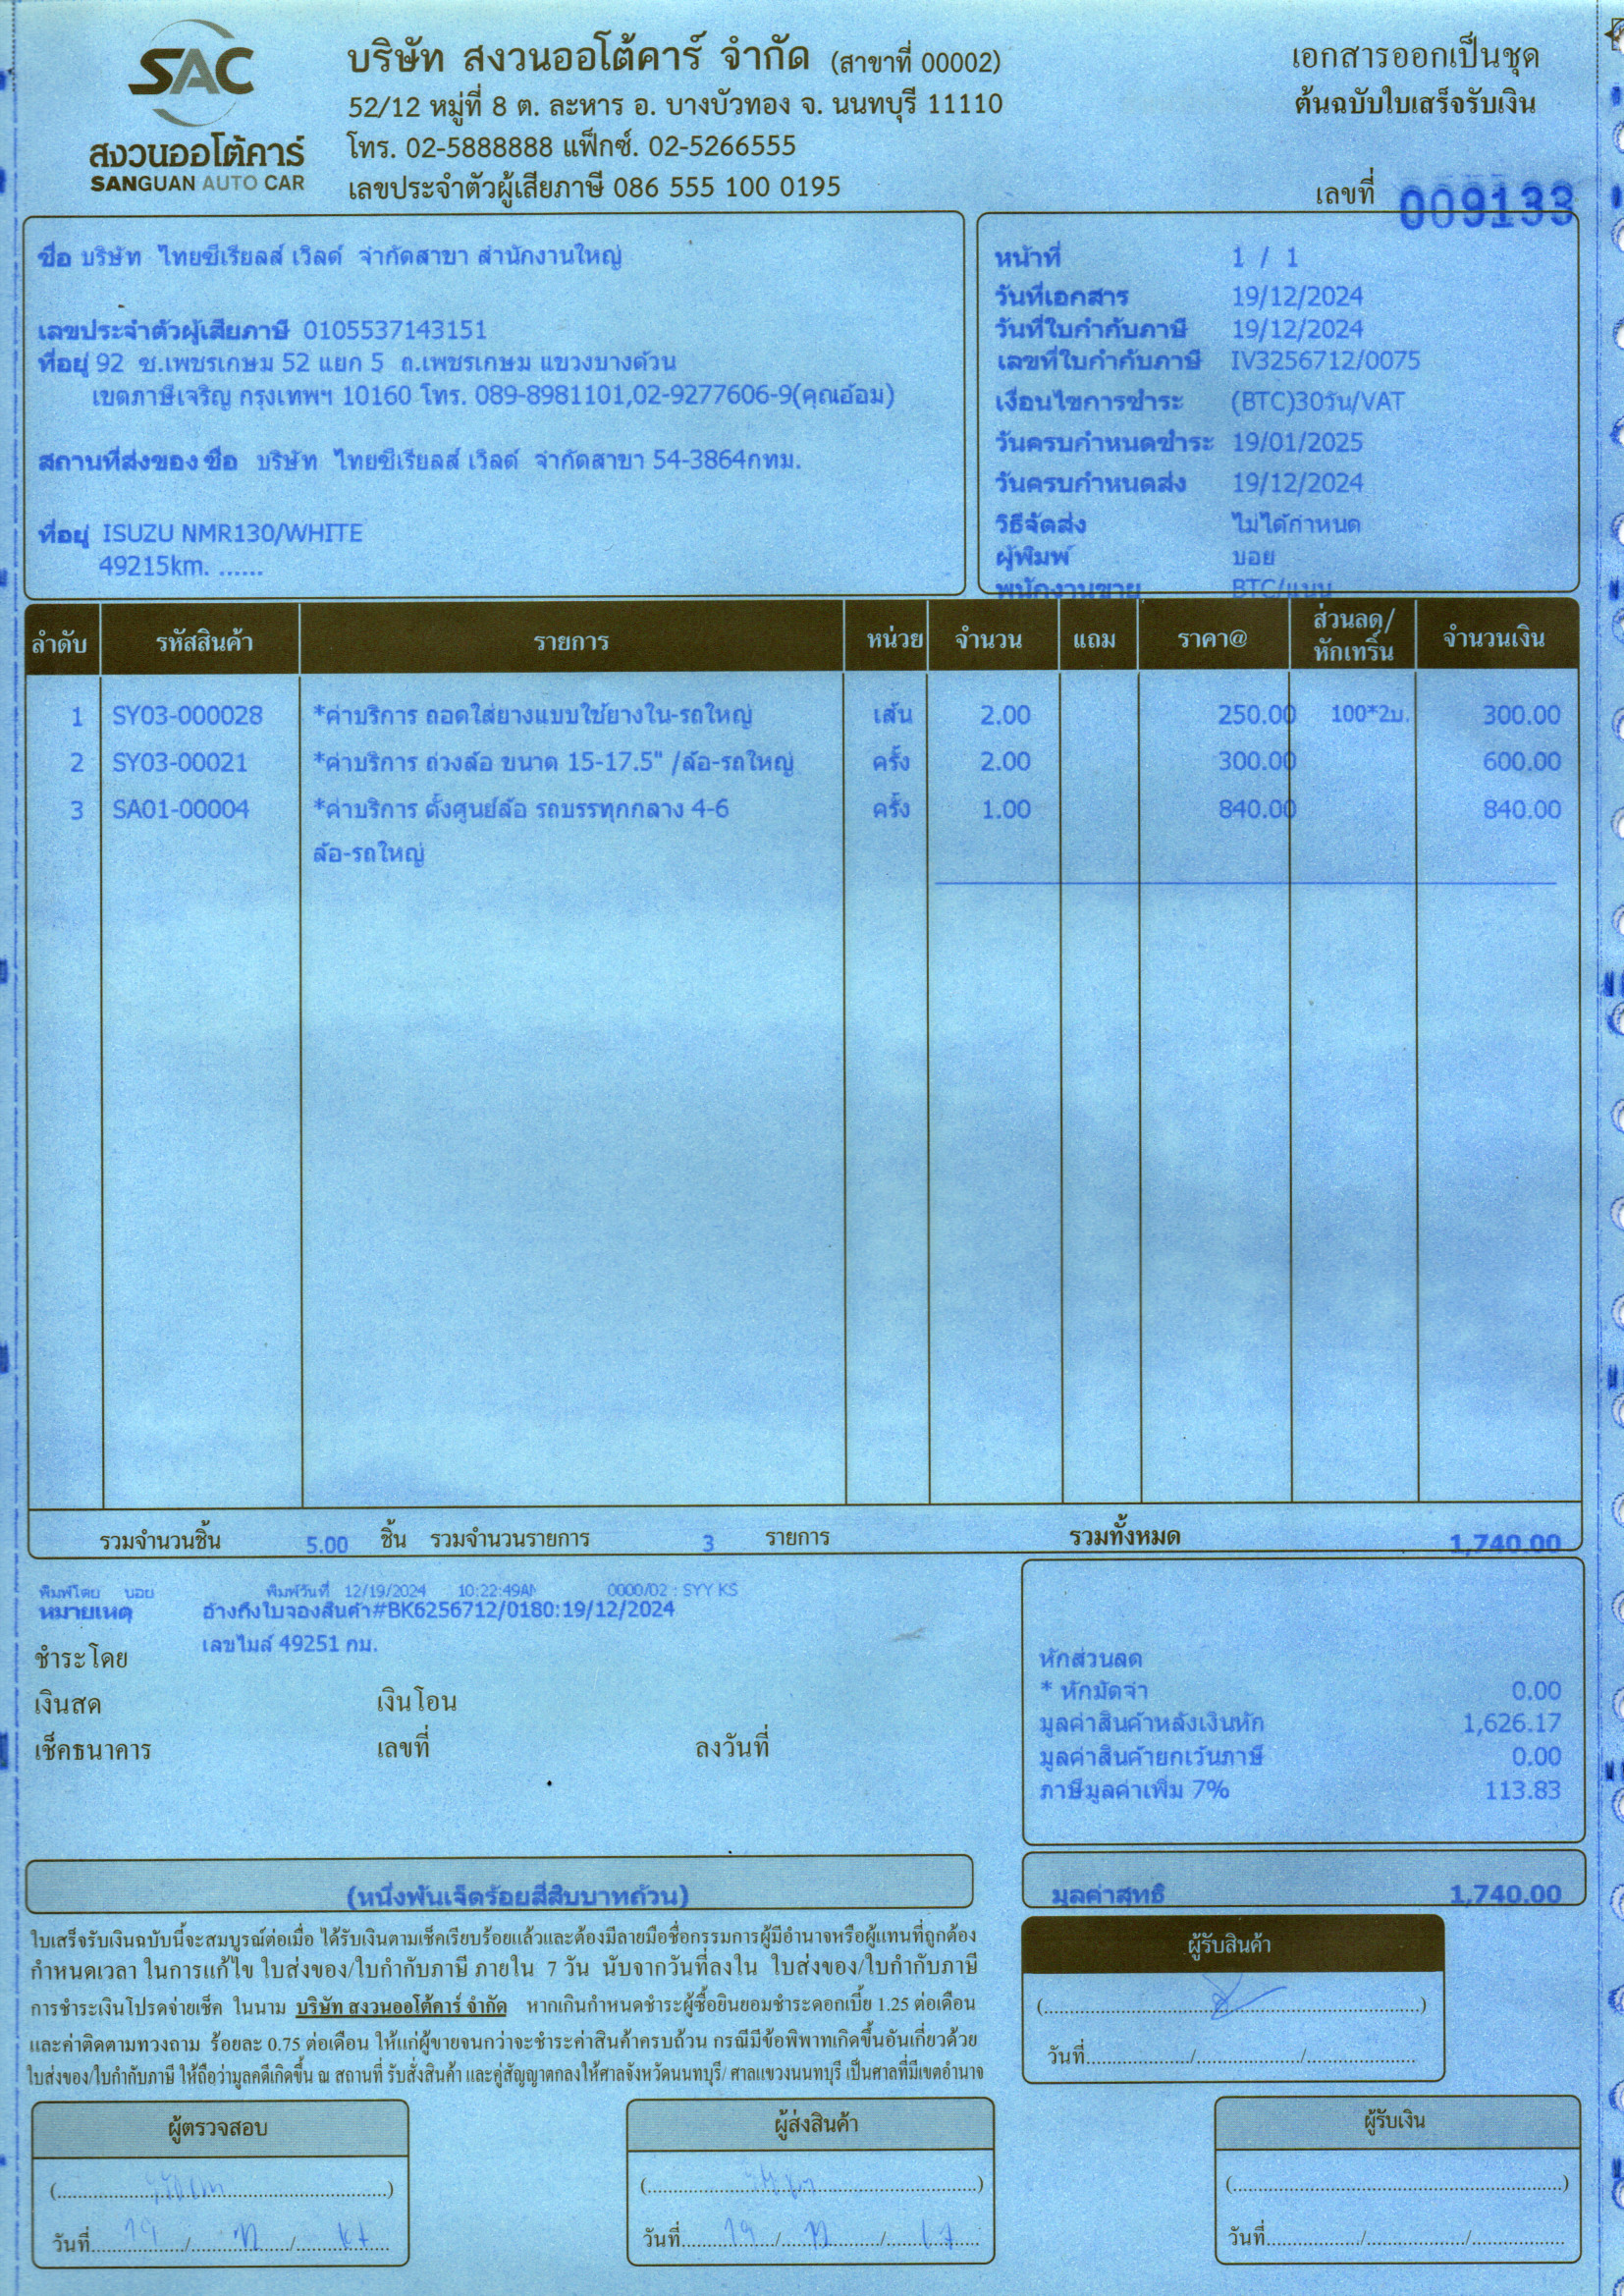 SAC
สงวนออโต้คาร์
SANGUAN AUTO CAR
บริษัท สงวนออโต้คาร์ จำกัด (สาขาที่ 00002)
52/12 หมู่ที่ 8 ต. ละหาร อ. บางบัวทอง จ. นนทบุรี 11110
โทร. 02-5888888 แฟ็กซ์. 02-5266555
เลขประจำตัวผู้เสียภาษี 086 555 100 0195
เอกสารออกเป็นชุด
ต้นฉบับใบเสร็จรับเงิน
เลขที่ 009133
ชื่อ บริษัท ไทยซีเรียลส์ เวิลด์ จำกัดสาขา สำนักงานใหญ่
เลขประจำตัวผู้เสียภาษี 0105537143151
ที่อยู่ 92 ซ.เพชรเกษม 52 แยก 5 ถ.เพชรเกษม แขวงบางด้วน
เขตภาษีเจริญ กรุงเทพฯ 10160 โทร. 089-8981101,02-9277606-9(คุณอ้อม)
สถานที่ส่งของ ชื่อ บริษัท ไทยซีเรียลส์ เวิลด์ จำกัดสาขา 54-3864กทม.
ที่อยู่ ISUZU NMR130/WHITE
49215km. ......
หน้าที่ 1 / 1
วันที่เอกสาร 19/12/2024
วันที่ใบกำกับภาษี 19/12/2024
เลขที่ใบกำกับภาษี IV3256712/0075
เงื่อนไขการชำระ (BTC)30วัน/VAT
วันครบกำหนดชำระ 19/01/2025
วันครบกำหนดส่ง 19/12/2024
วิธีจัดส่ง ไม่ได้กำหนด
ผู้พิมพ์ บอย
พนักงานขาย BTC/แนน
ลำดับ รหัสสินค้า รายการ หน่วย จำนวน แถม ราคา@ ส่วนลด/หักเทริ์น จำนวนเงิน
1 SY03-000028 *ค่าบริการ ถอดใส่ยางแบบใช้ยางใน-รถใหญ่ เส้น 2.00 250.00 100*2บ. 300.00
2 SY03-00021 *ค่าบริการ ถ่วงล้อ ขนาด 15-17.5" /ล้อ-รถใหญ่ ครั้ง 2.00 300.00 600.00
3 SA01-00004 *ค่าบริการ ตั้งศูนย์ล้อ รถบรรทุกกลาง 4-6 ครั้ง 1.00 840.00 840.00
ล้อ-รถใหญ่
รวมจำนวนชิ้น 5.00 ชิ้น รวมจำนวนรายการ 3 รายการ รวมทั้งหมด 1,740.00
พิมพ์โดย บอย พิมพ์วันที่ 12/19/2024 10:22:49AM 0000/02 : SYY KS
หมายเหตุ อ้างถึงใบจองสินค้า#BK6256712/0180:19/12/2024
เลขไมล์ 49251 กม.
ชำระโดย
เงินสด เงินโอน
เช็คธนาคาร เลขที่ ลงวันที่
หักส่วนลด
* หักมัดจำ 0.00
มูลค่าสินค้าหลังเงินหัก 1,626.17
มูลค่าสินค้ายกเว้นภาษี 0.00
ภาษีมูลค่าเพิ่ม 7% 113.83
(หนึ่งพันเจ็ดร้อยสี่สิบบาทถ้วน)
มูลค่าสุทธิ 1,740.00
ใบเสร็จรับเงินฉบับนี้จะสมบูรณ์ต่อเมื่อ ได้รับเงินตามเช็คเรียบร้อยแล้วและต้องมีลายมือชื่อกรรมการผู้มีอำนาจหรือผู้แทนที่ถูกต้อง
กำหนดเวลา ในการแก้ไข ใบส่งของ/ใบกำกับภาษี ภายใน 7 วัน นับจากวันที่ลงใน ใบส่งของ/ใบกำกับภาษี
การชำระเงินโปรดจ่ายเช็ค ในนาม บริษัท สงวนออโต้คาร์ จำกัด หากเกินกำหนดชำระผู้ซื้อยินยอมชำระดอกเบี้ย 1.25 ต่อเดือน
และค่าติดตามทวงถาม ร้อยละ 0.75 ต่อเดือน ให้แก่ผู้ขายจนกว่าจะชำระค่าสินค้าครบถ้วน กรณีมีข้อพิพาทเกิดขึ้นอันเกี่ยวด้วย
ใบส่งของ/ใบกำกับภาษี ให้ถือว่ามูลคดีเกิดขึ้น ณ สถานที่ รับสั่งสินค้า และคู่สัญญาตกลงให้ศาลจังหวัดนนทบุรี/ ศาลแขวงนนทบุรี เป็นศาลที่มีเขตอำนาจ
ผู้รับสินค้า
วันที่
ผู้ตรวจสอบ
วันที่ 19 / 12 / 67
ผู้ส่งสินค้า
วันที่ 19 / 12 / 67
ผู้รับเงิน
วันที่